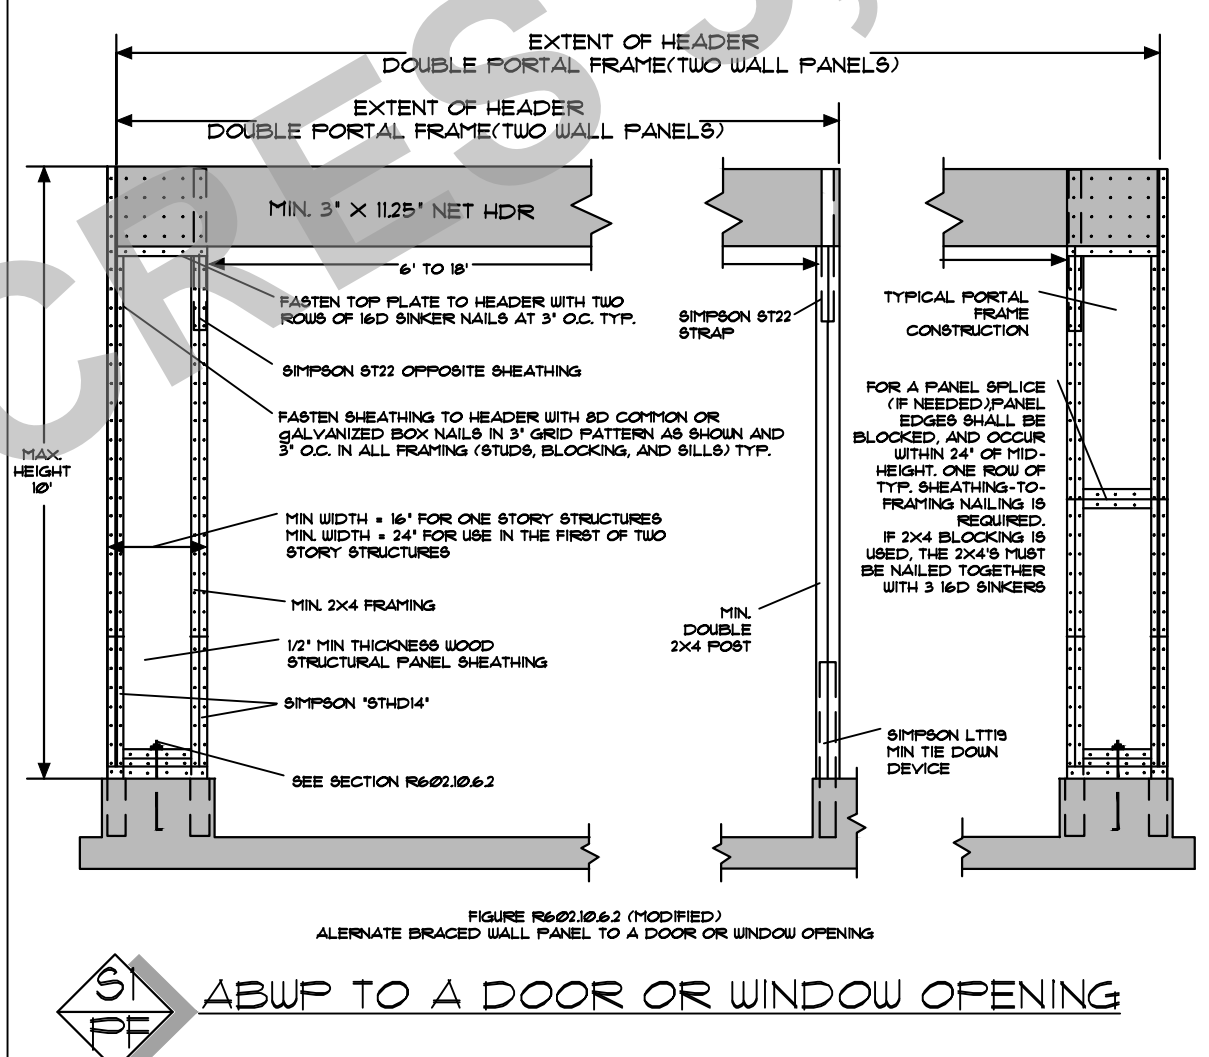 EXTENT OF HEADER
DOUBLE PORTAL FRAME(TWO WALL PANELS)
EXTENT OF HEADER
DOUBLE PORTAL FRAME(TWO WALL PANELS)
MIN. 3" X 11.25" NET HDR
6' TO 18'
FASTEN TOP PLATE TO HEADER WITH TWO
ROWS OF 16D SINKER NAILS AT 3" O.C. TYP.
SIMPSON ST22 OPPOSITE SHEATHING
FASTEN SHEATHING TO HEADER WITH 8D COMMON OR
gALVANIZED BOX NAILS IN 3" GRID PATTERN AS SHOWN AND
3" O.C. IN ALL FRAMING (STUDS, BLOCKING, AND SILLS) TYP.
MAX.
HEIGHT
10'
MIN WIDTH = 16" FOR ONE STORY STRUCTURES
MIN. WIDTH = 24" FOR USE IN THE FIRST OF TWO
STORY STRUCTURES
MIN. 2X4 FRAMING
1/2" MIN THICKNESS WOOD
STRUCTURAL PANEL SHEATHING
SIMPSON "STHD14"
SEE SECTION R602.10.6.2
SIMPSON ST22
STRAP
MIN.
DOUBLE
2X4 POST
SIMPSON LTT19
MIN TIE DOWN
DEVICE
TYPICAL PORTAL
FRAME
CONSTRUCTION
FOR A PANEL SPLICE
(IF NEEDED),PANEL
EDGES SHALL BE
BLOCKED, AND OCCUR
WITHIN 24" OF MID-
HEIGHT. ONE ROW OF
TYP. SHEATHING-TO-
FRAMING NAILING IS
REQUIRED.
IF 2X4 BLOCKING IS
USED, THE 2X4'S MUST
BE NAILED TOGETHER
WITH 3 16D SINKERS
FIGURE R602.10.6.2 (MODIFIED)
ALERNATE BRACED WALL PANEL TO A DOOR OR WINDOW OPENING
S1
PF
ABWP TO A DOOR OR WINDOW OPENING
CRES